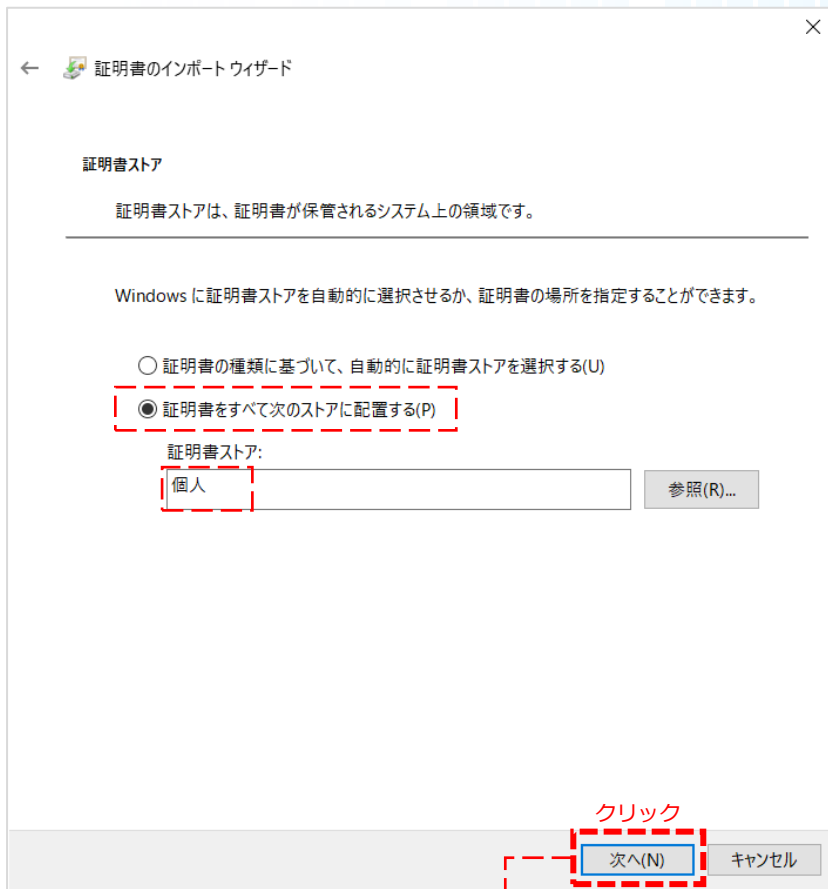 証明書のインポート ウィザード
証明書ストア
証明書ストアは、証明書が保管されるシステム上の領域です。
Windows に証明書ストアを自動的に選択させるか、証明書の場所を指定することができます。
証明書の種類に基づいて、自動的に証明書ストアを選択する(U)
証明書をすべて次のストアに配置する(P)
証明書ストア:
個人
参照(R)...
クリック
次へ(N)
キャンセル